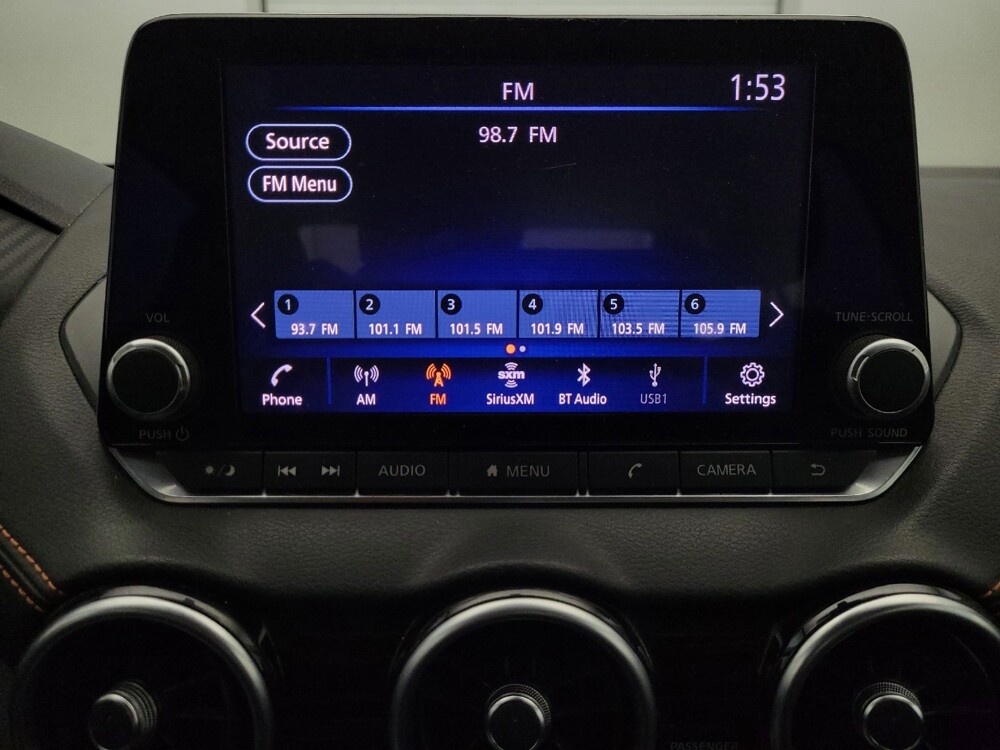 FM
1:53
Source
98.7 FM
FM Menu
1 2 3 4 5 6
93.7 FM 101.1 FM 101.5 FM 101.9 FM 103.5 FM 105.9 FM
VOL
TUNE·SCROLL
sxm
Phone AM FM SiriusXM BT Audio USB1 Settings
PUSH
PUSH SOUND
AUDIO MENU CAMERA
PASSENGER